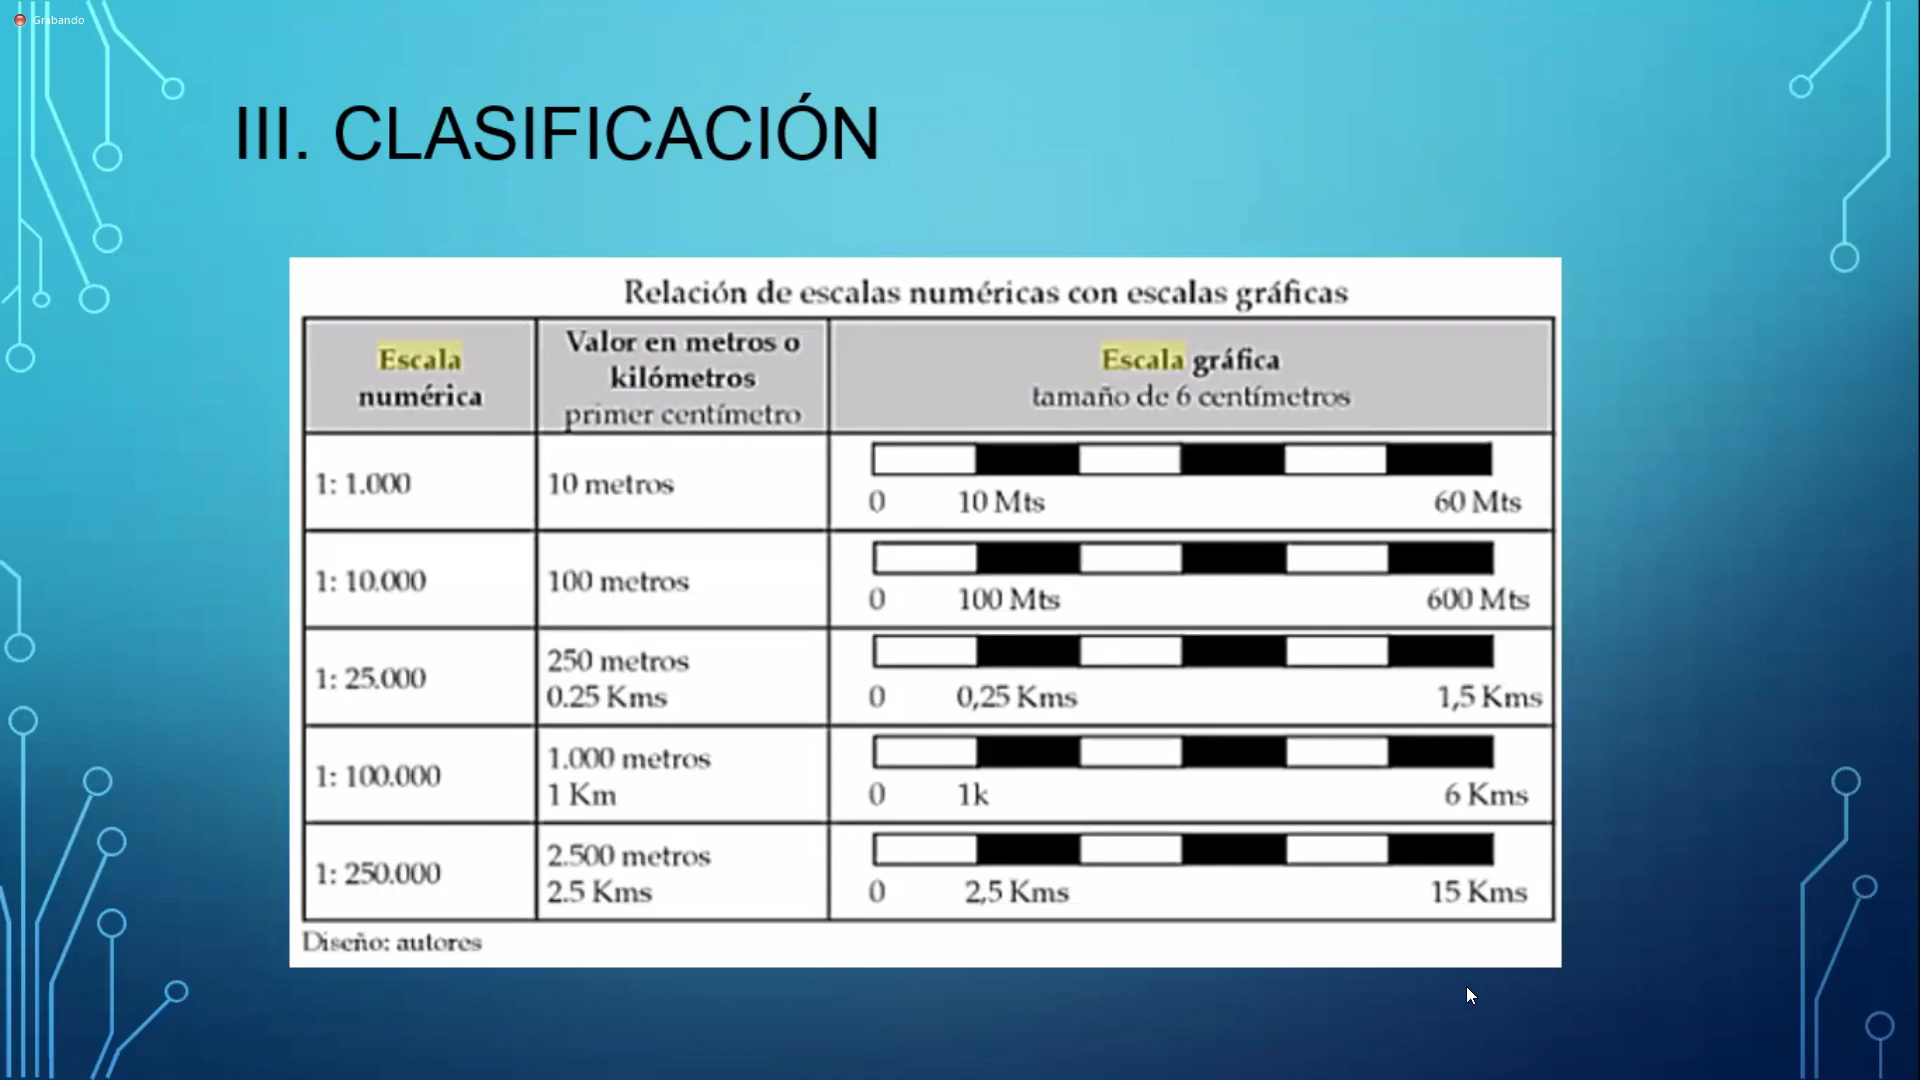 Grabando
III. CLASIFICACIÓN
Relación de escalas numéricas con escalas gráficas
Escala
numérica
Valor en metros o
kilómetros
primer centímetro
Escala gráfica
tamaño de 6 centímetros
1: 1.000
10 metros
0 10 Mts 60 Mts
1: 10.000
100 metros
0 100 Mts 600 Mts
1: 25.000
250 metros
0.25 Kms
0 0,25 Kms 1,5 Kms
1: 100.000
1.000 metros
1 Km
0 1k 6 Kms
1: 250.000
2.500 metros
2.5 Kms
0 2,5 Kms 15 Kms
Diseño: autores